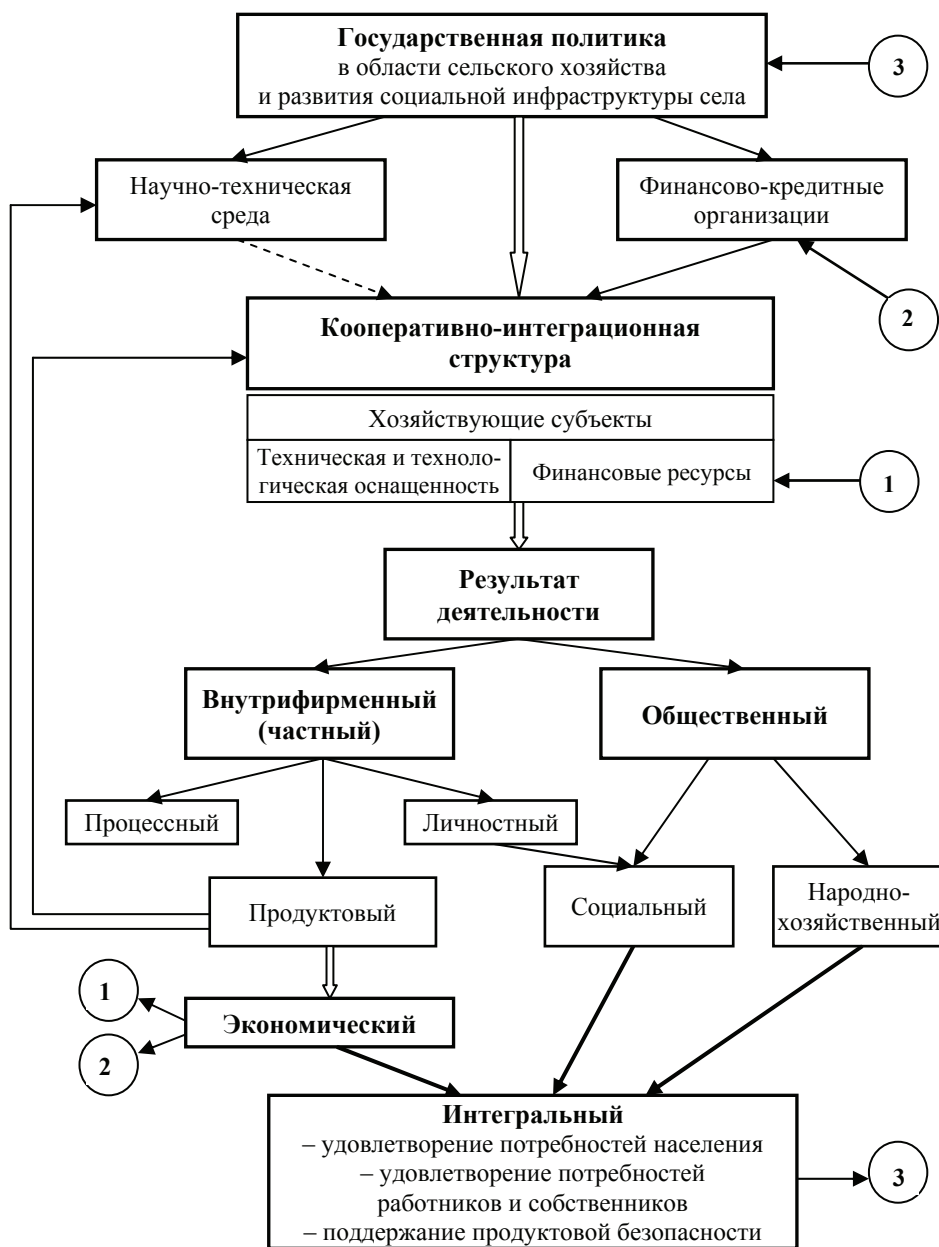 Государственная политика
в области сельского хозяйства
и развития социальной инфраструктуры села
3
Научно-техническая
среда
Финансово-кредитные
организации
2
Кооперативно-интеграционная
структура
Хозяйствующие субъекты
Техническая и техноло-
гическая оснащенность
Финансовые ресурсы
1
Результат
деятельности
Внутрифирменный
(частный)
Общественный
Процессный
Личностный
Продуктовый
Социальный
Народно-
хозяйственный
1
2
Экономический
Интегральный
– удовлетворение потребностей населения
– удовлетворение потребностей
работников и собственников
– поддержание продуктовой безопасности
3